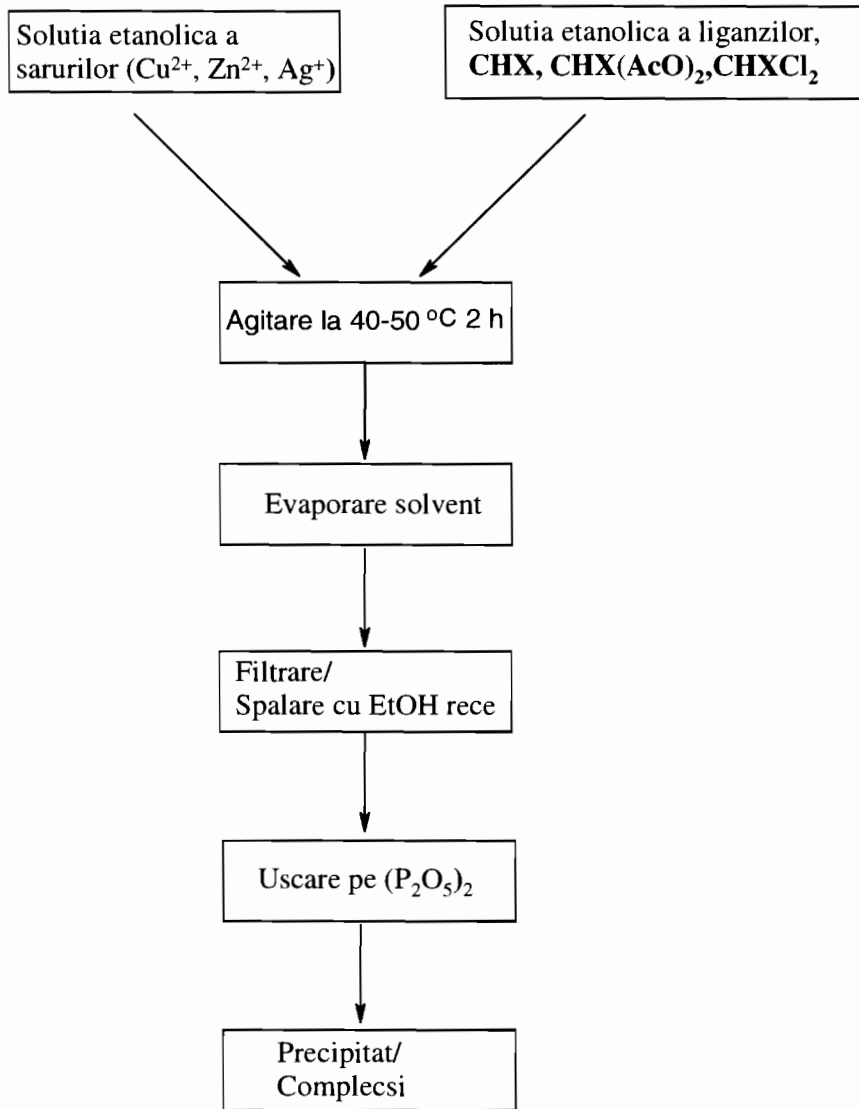 Solutia etanolica a
sarurilor (Cu²⁺, Zn²⁺, Ag⁺)
Solutia etanolica a liganzilor,
CHX, CHX(AcO)₂,CHXCl₂
Agitare la 40-50 ºC 2 h
Evaporare solvent
Filtrare/
Spalare cu EtOH rece
Uscare pe (P₂O₅)₂
Precipitat/
Complecsi